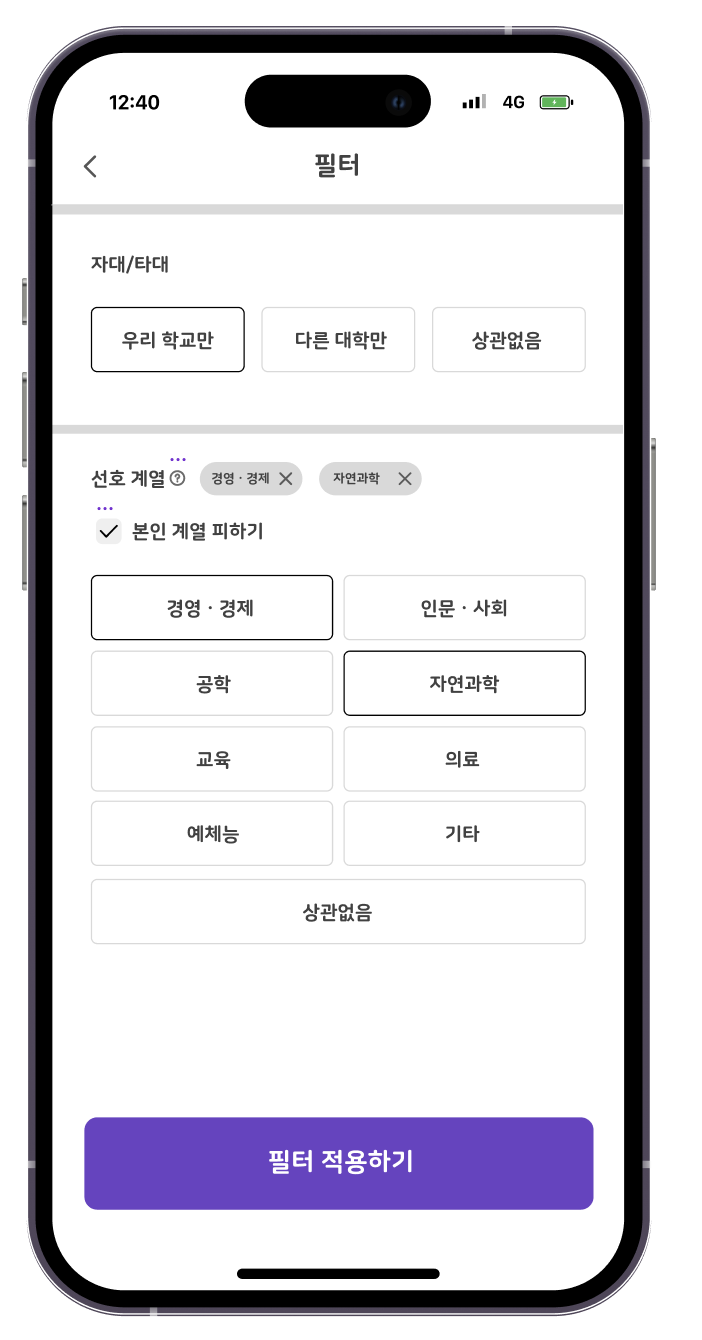 12:40 4G
필터
자대/타대
우리 학교만 다른 대학만 상관없음
선호 계열 ? 경영 · 경제 자연과학
본인 계열 피하기
경영 · 경제 인문 · 사회
공학 자연과학
교육 의료
예체능 기타
상관없음
필터 적용하기